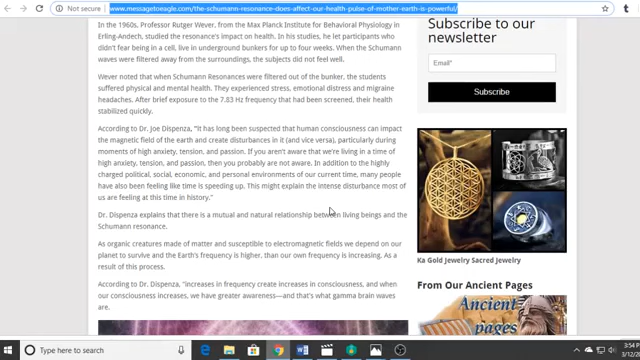 Not secure
www.messagetoeagle.com/the-schumann-resonance-does-affect-our-health-pulse-of-mother-earth-is-powerful/
In the 1960s, Professor Rutger Wever, from the Max Planck Institute for Behavioral Physiology in
Erling-Andech, studied the resonance's impact on health. In his studies, he let participants who
didn't fear being in a cell, live in underground bunkers for up to four weeks. When the Schumann
waves were filtered away from the surroundings, the subjects did not feel well.
Wever noted that when Schumann Resonances were filtered out of the bunker, the students
suffered physical and mental health. They experienced stress, emotional distress and migraine
headaches. After brief exposure to the 7.83 Hz frequency that had been screened, their health
stabilized quickly.
According to Dr. Joe Dispenza, "It has long been suspected that human consciousness can impact
the magnetic field of the earth and create disturbances in it (and vice versa), particularly during
moments of high anxiety, tension, and passion. If you aren't aware that we're living in a time of
high anxiety, tension, and passion, then you probably are not aware. In addition to the highly
charged political, social, economic, and personal environments of our current time, many people
have also been feeling like time is speeding up. This might explain the intense disturbance most of
us are feeling at this time in history."
Dr. Dispenza explains that there is a mutual and natural relationship between living beings and the
Schumann resonance.
As organic creatures made of matter and susceptible to electromagnetic fields we depend on our
planet to survive and the Earth's frequency is higher, than our own frequency is increasing. As a
result of this process.
According to Dr. Dispenza, "increases in frequency create increases in consciousness, and when
our consciousness increases, we have greater awareness—and that's what gamma brain waves
are.
Subscribe to our
newsletter
Email*
Subscribe
Ka Gold Jewelry Sacred Jewelry
From Our Ancient Pages
Ancient
pages
Type here to search
3:54 P
3/12/20